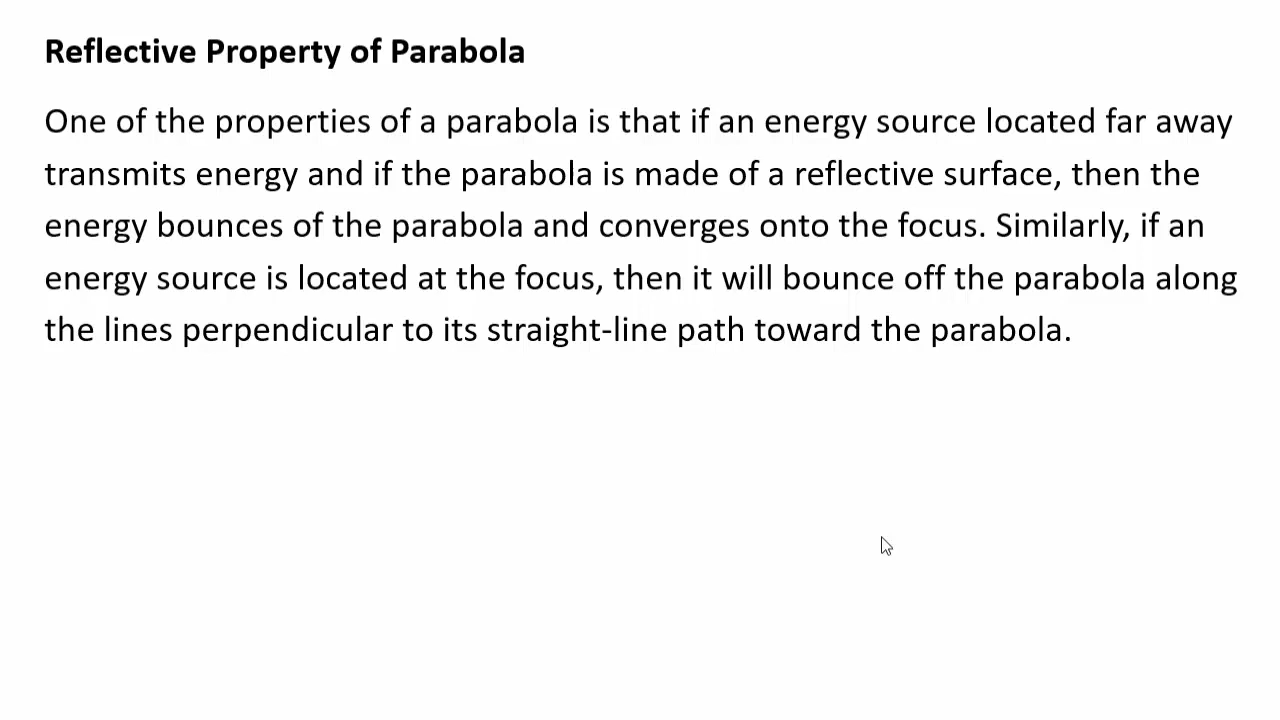 Reflective Property of Parabola
One of the properties of a parabola is that if an energy source located far away
transmits energy and if the parabola is made of a reflective surface, then the
energy bounces of the parabola and converges onto the focus. Similarly, if an
energy source is located at the focus, then it will bounce off the parabola along
the lines perpendicular to its straight-line path toward the parabola.